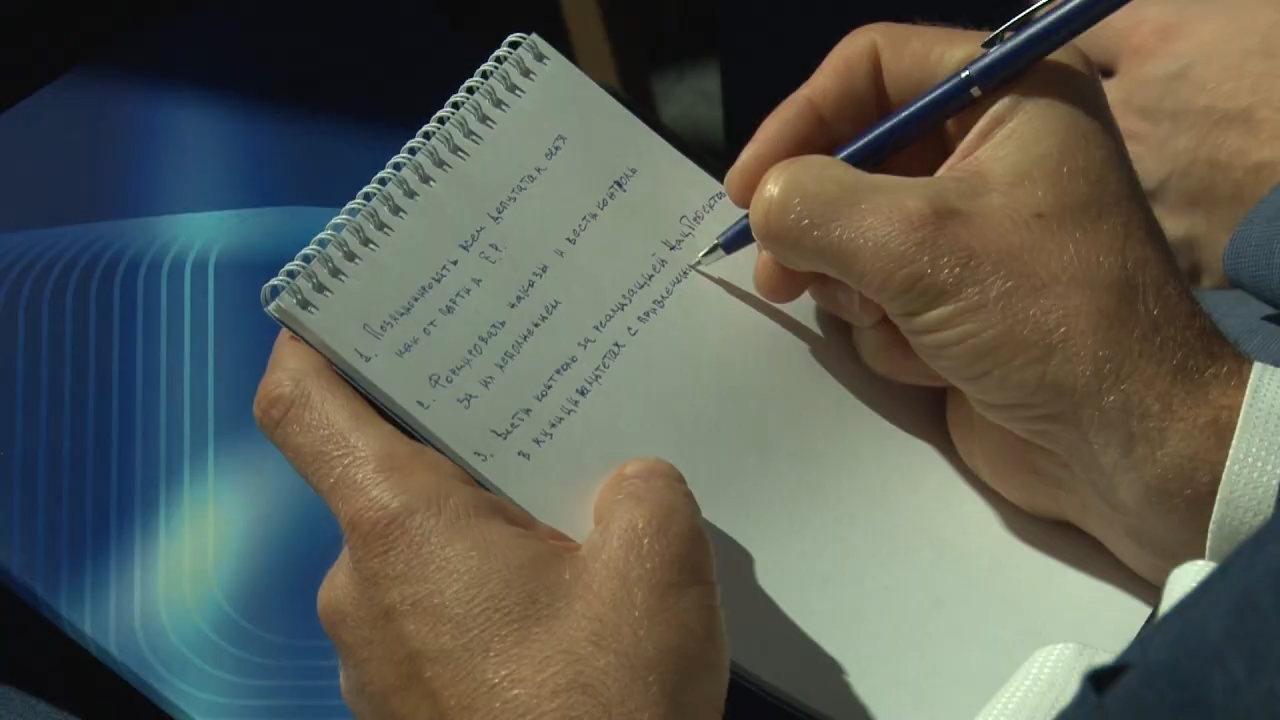 1. Позиционировать всем депутатам себя
как от партии Е.Р.
2. Формировать наказы и вести контроль
за их исполнением
3. Вести контроль за реализацией нацпроектов
в муниципалитетах с привлечени